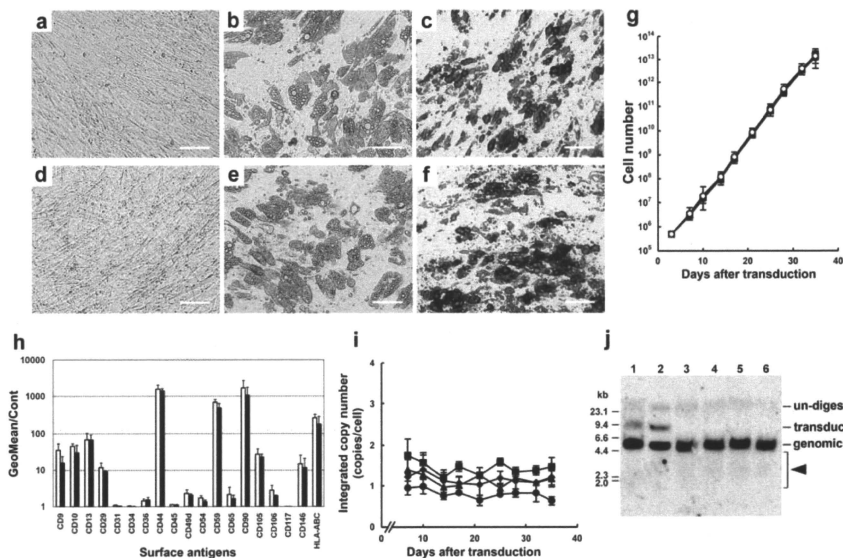 a
b
c
d
e
f
g
10^14
10^13
10^12
10^11
10^10
10^9
10^8
10^7
10^6
10^5
Cell number
0 10 20 30 40
Days after transduction
h
10000
1000
100
10
1
GeoMean/Cont
CD9 CD10 CD13 CD29 CD31 CD34 CD36 CD44 CD45 CD49d CD54 CD59 CD90 CD105 CD106 CD117 CD146 HLA-ABC
Surface antigens
i
4
3
2
1
0
Integrated copy number
(copies/cell)
10 20 30 40
Days after transduction
j
1 2 3 4 5 6
kb
23.1
9.4
6.6
4.4
2.3
2.0
un-diges
transduc
genomic